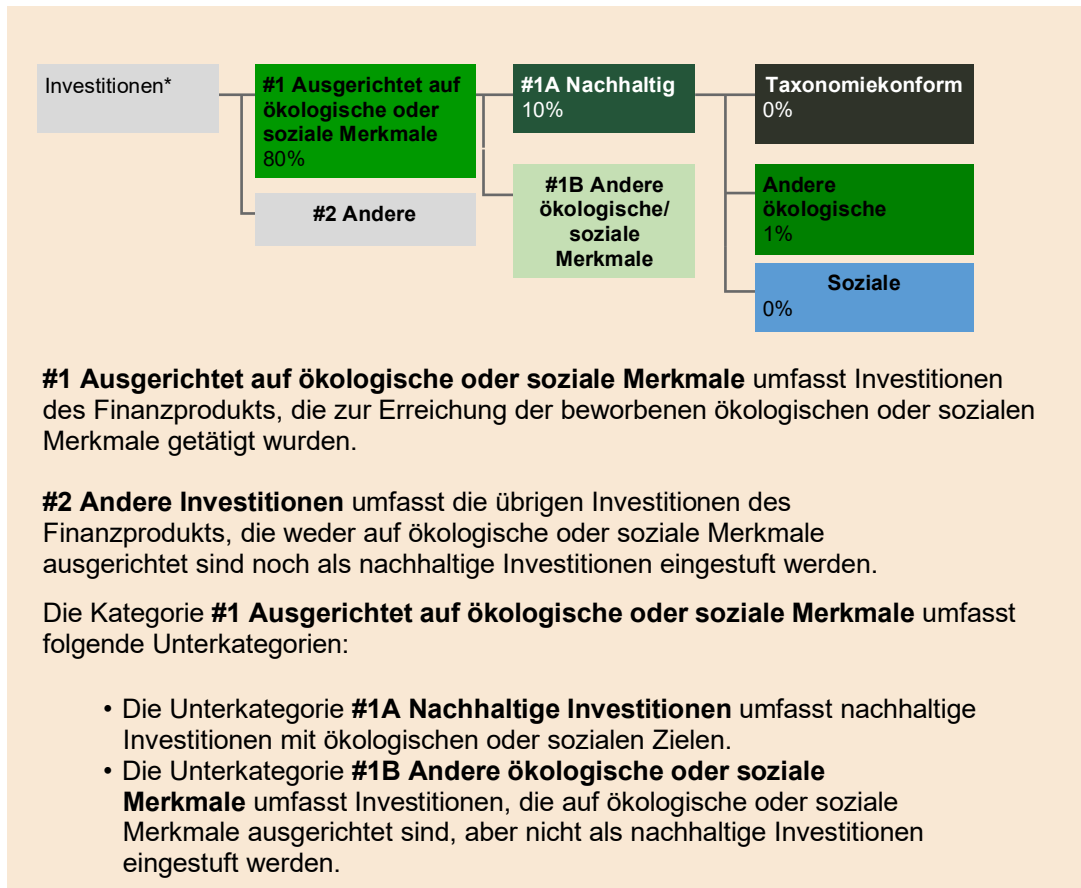 Investitionen*
#1 Ausgerichtet auf
ökologische oder
soziale Merkmale
80%
#2 Andere
#1A Nachhaltig
10%
#1B Andere
ökologische/
soziale
Merkmale
Taxonomiekonform
0%
Andere
ökologische
1%
Soziale
0%
#1 Ausgerichtet auf ökologische oder soziale Merkmale umfasst Investitionen
des Finanzprodukts, die zur Erreichung der beworbenen ökologischen oder sozialen
Merkmale getätigt wurden.
#2 Andere Investitionen umfasst die übrigen Investitionen des
Finanzprodukts, die weder auf ökologische oder soziale Merkmale
ausgerichtet sind noch als nachhaltige Investitionen eingestuft werden.
Die Kategorie #1 Ausgerichtet auf ökologische oder soziale Merkmale umfasst
folgende Unterkategorien:
• Die Unterkategorie #1A Nachhaltige Investitionen umfasst nachhaltige
Investitionen mit ökologischen oder sozialen Zielen.
• Die Unterkategorie #1B Andere ökologische oder soziale
Merkmale umfasst Investitionen, die auf ökologische oder soziale
Merkmale ausgerichtet sind, aber nicht als nachhaltige Investitionen
eingestuft werden.